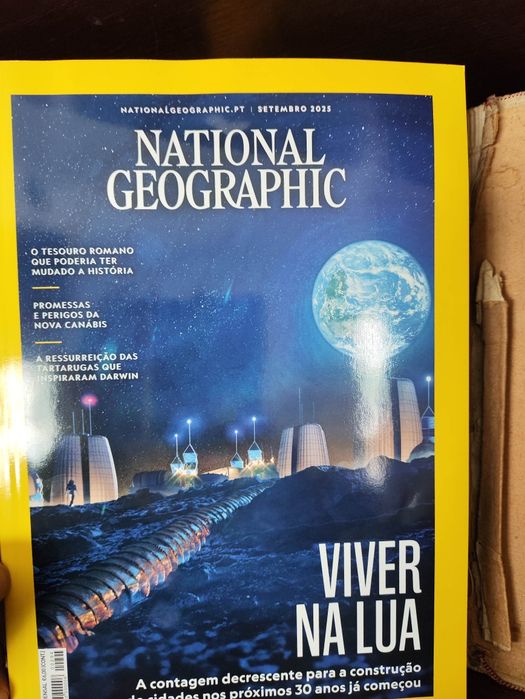 NATIONALGEOGRAPHIC.PT | SETEMBRO 2025
NATIONAL
GEOGRAPHIC
O TESOURO ROMANO
QUE PODERIA TER
MUDADO A HISTÓRIA
PROMESSAS
E PERIGOS DA
NOVA CANÁBIS
A RESSURREIÇÃO DAS
TARTARUGAS QUE
INSPIRARAM DARWIN
VIVER
NA LUA
A contagem decrescente para a construção
de cidades nos próximos 30 anos já começou